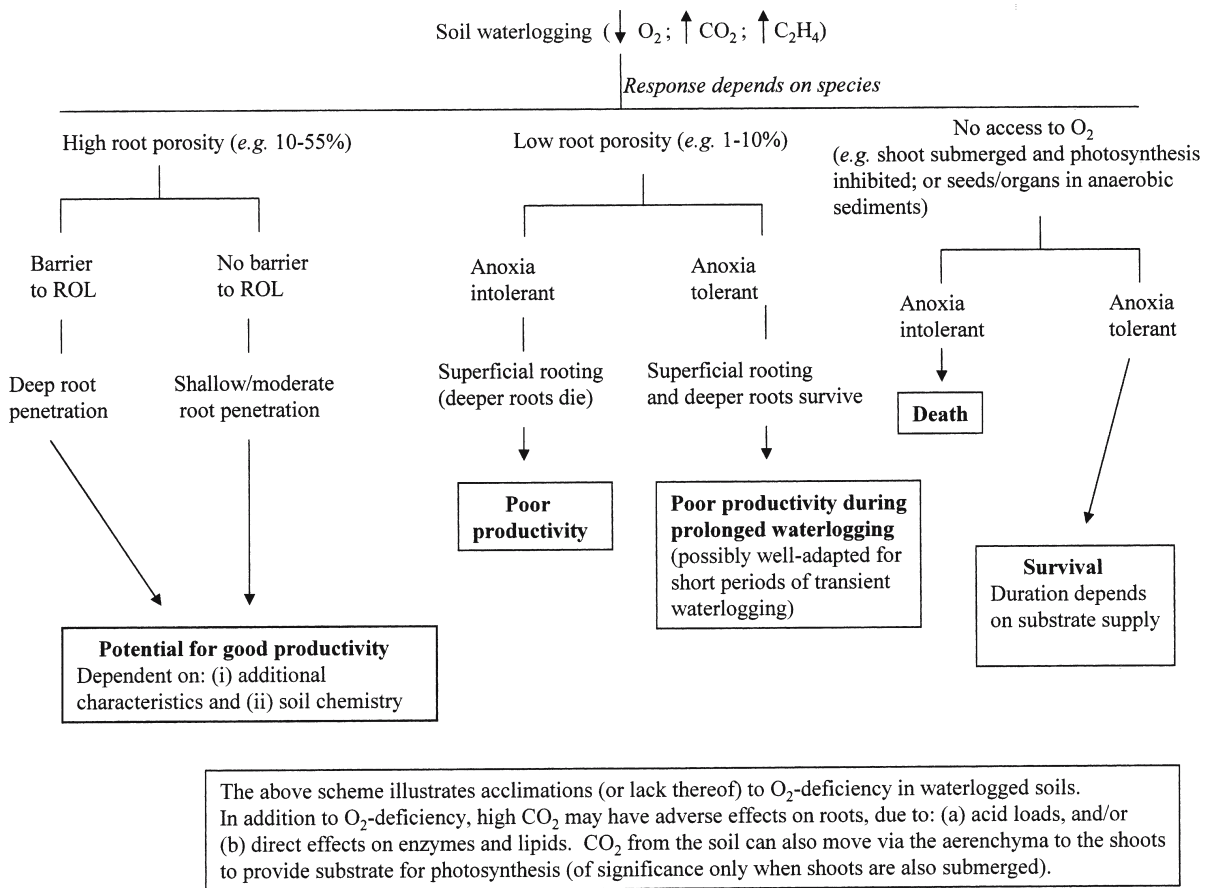 Soil waterlogging (↓ O₂; ↑ CO₂; ↑ C₂H₄)
Response depends on species
High root porosity (e.g. 10-55%)
Low root porosity (e.g. 1-10%)
No access to O₂
(e.g. shoot submerged and photosynthesis
inhibited; or seeds/organs in anaerobic
sediments)
Barrier
to ROL
No barrier
to ROL
Anoxia
intolerant
Anoxia
tolerant
Anoxia
intolerant
Anoxia
tolerant
Deep root
penetration
Shallow/moderate
root penetration
Superficial rooting
(deeper roots die)
Superficial rooting
and deeper roots survive
Death
Poor
productivity
Poor productivity during
prolonged waterlogging
(possibly well-adapted for
short periods of transient
waterlogging)
Survival
Duration depends
on substrate supply
Potential for good productivity
Dependent on: (i) additional
characteristics and (ii) soil chemistry
The above scheme illustrates acclimations (or lack thereof) to O₂-deficiency in waterlogged soils.
In addition to O₂-deficiency, high CO₂ may have adverse effects on roots, due to: (a) acid loads, and/or
(b) direct effects on enzymes and lipids. CO₂ from the soil can also move via the aerenchyma to the shoots
to provide substrate for photosynthesis (of significance only when shoots are also submerged).